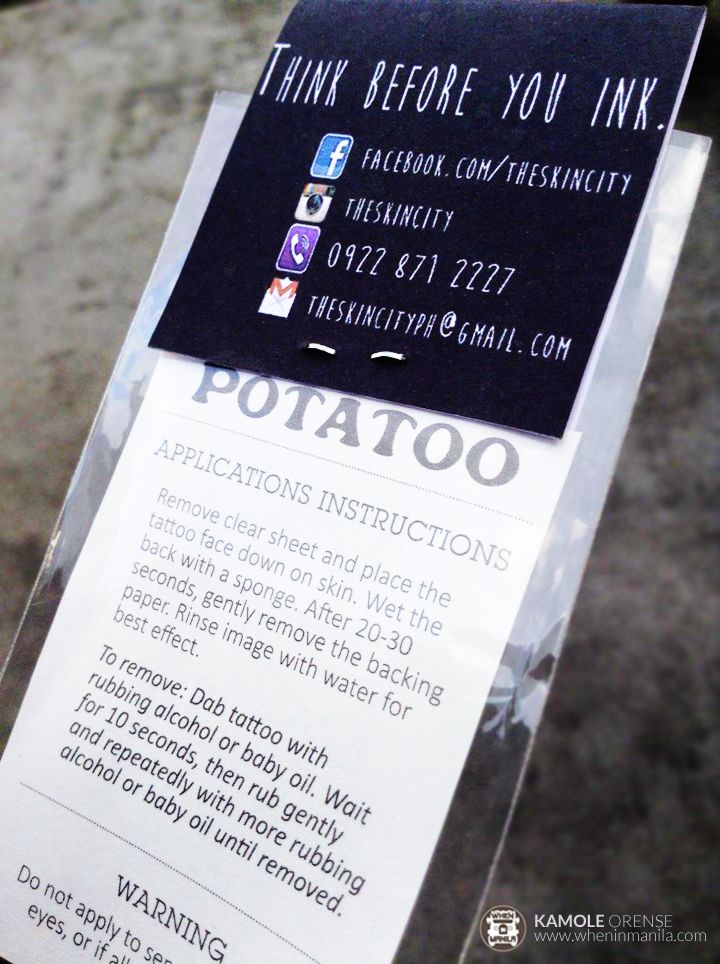 THINK BEFORE YOU INK.
FACEBOOK.COM/THESKINCITY
THESKINCITY
0922 871 2227
THESKINCITYPH@GMAIL.COM
POTATOO
APPLICATIONS INSTRUCTIONS
Remove clear sheet and place the
tattoo face down on skin. Wet the
back with a sponge. After 20-30
seconds, gently remove the backing
paper. Rinse image with water for
best effect.
To remove: Dab tattoo with
rubbing alcohol or baby oil. Wait
for 10 seconds, then rub gently
and repeatedly with more rubbing
alcohol or baby oil until removed.
WARNING
Do not apply to
eyes, or if
WHEN IN MANILA
KAMOLE ORENSE
www.wheninmanila.com